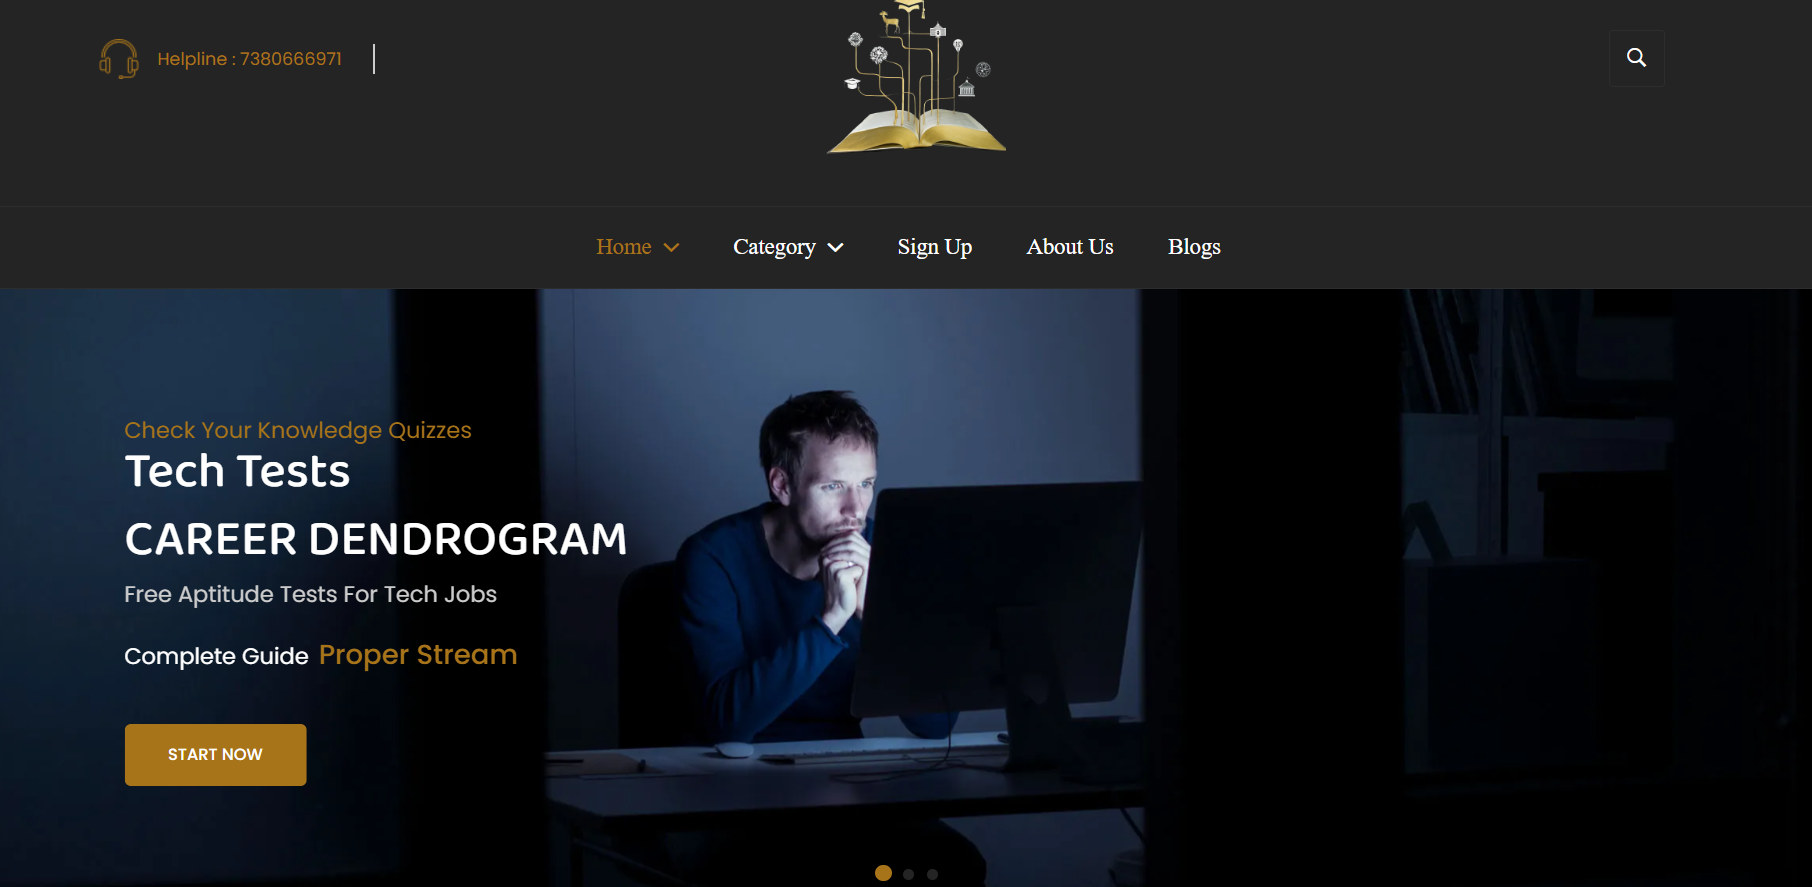 Helpline : 7380666971
Home
Category
Sign Up
About Us
Blogs
Check Your Knowledge Quizzes
Tech Tests
CAREER DENDROGRAM
Free Aptitude Tests For Tech Jobs
Complete Guide Proper Stream
START NOW